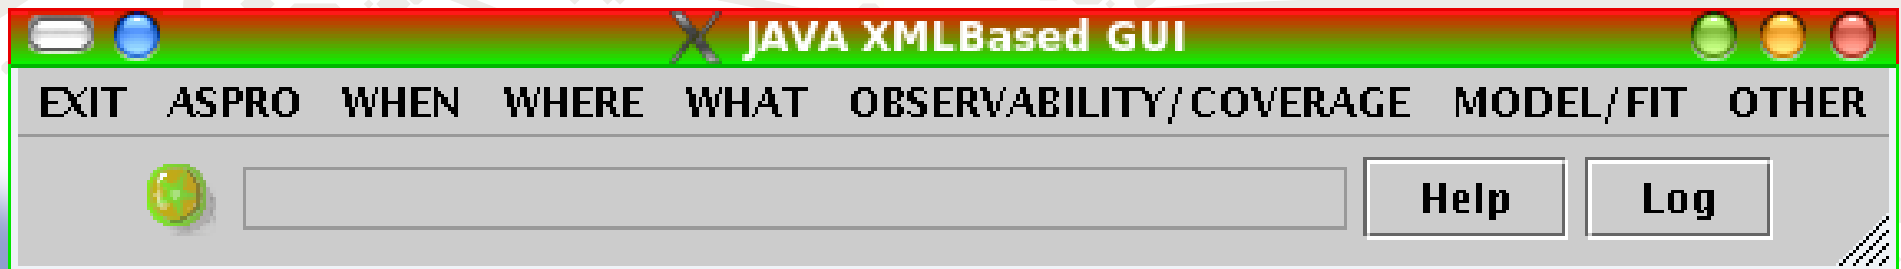 JAVA XMLBased GUI
EXIT ASPRO WHEN WHERE WHAT OBSERVABILITY/COVERAGE MODEL/FIT OTHER
Help Log